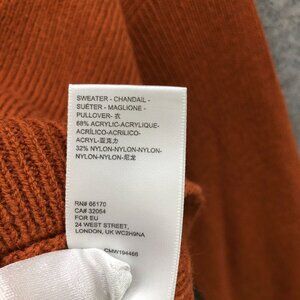 SWEATER - CHANDAIL -
SUÉTER - MAGLIONE -
PULLOVER- 衣
68% ACRYLIC-ACRYLIQUE-
ACRÍLICO-ACRILICO-
ACRYL-亚克力
32% NYLON-NYLON-NYLON-
NYLON-NYLON-尼龙
RN# 66170
CA# 32064
FOR EU
24 WEST STREET,
LONDON, UK WC2H9NA
CMW194466